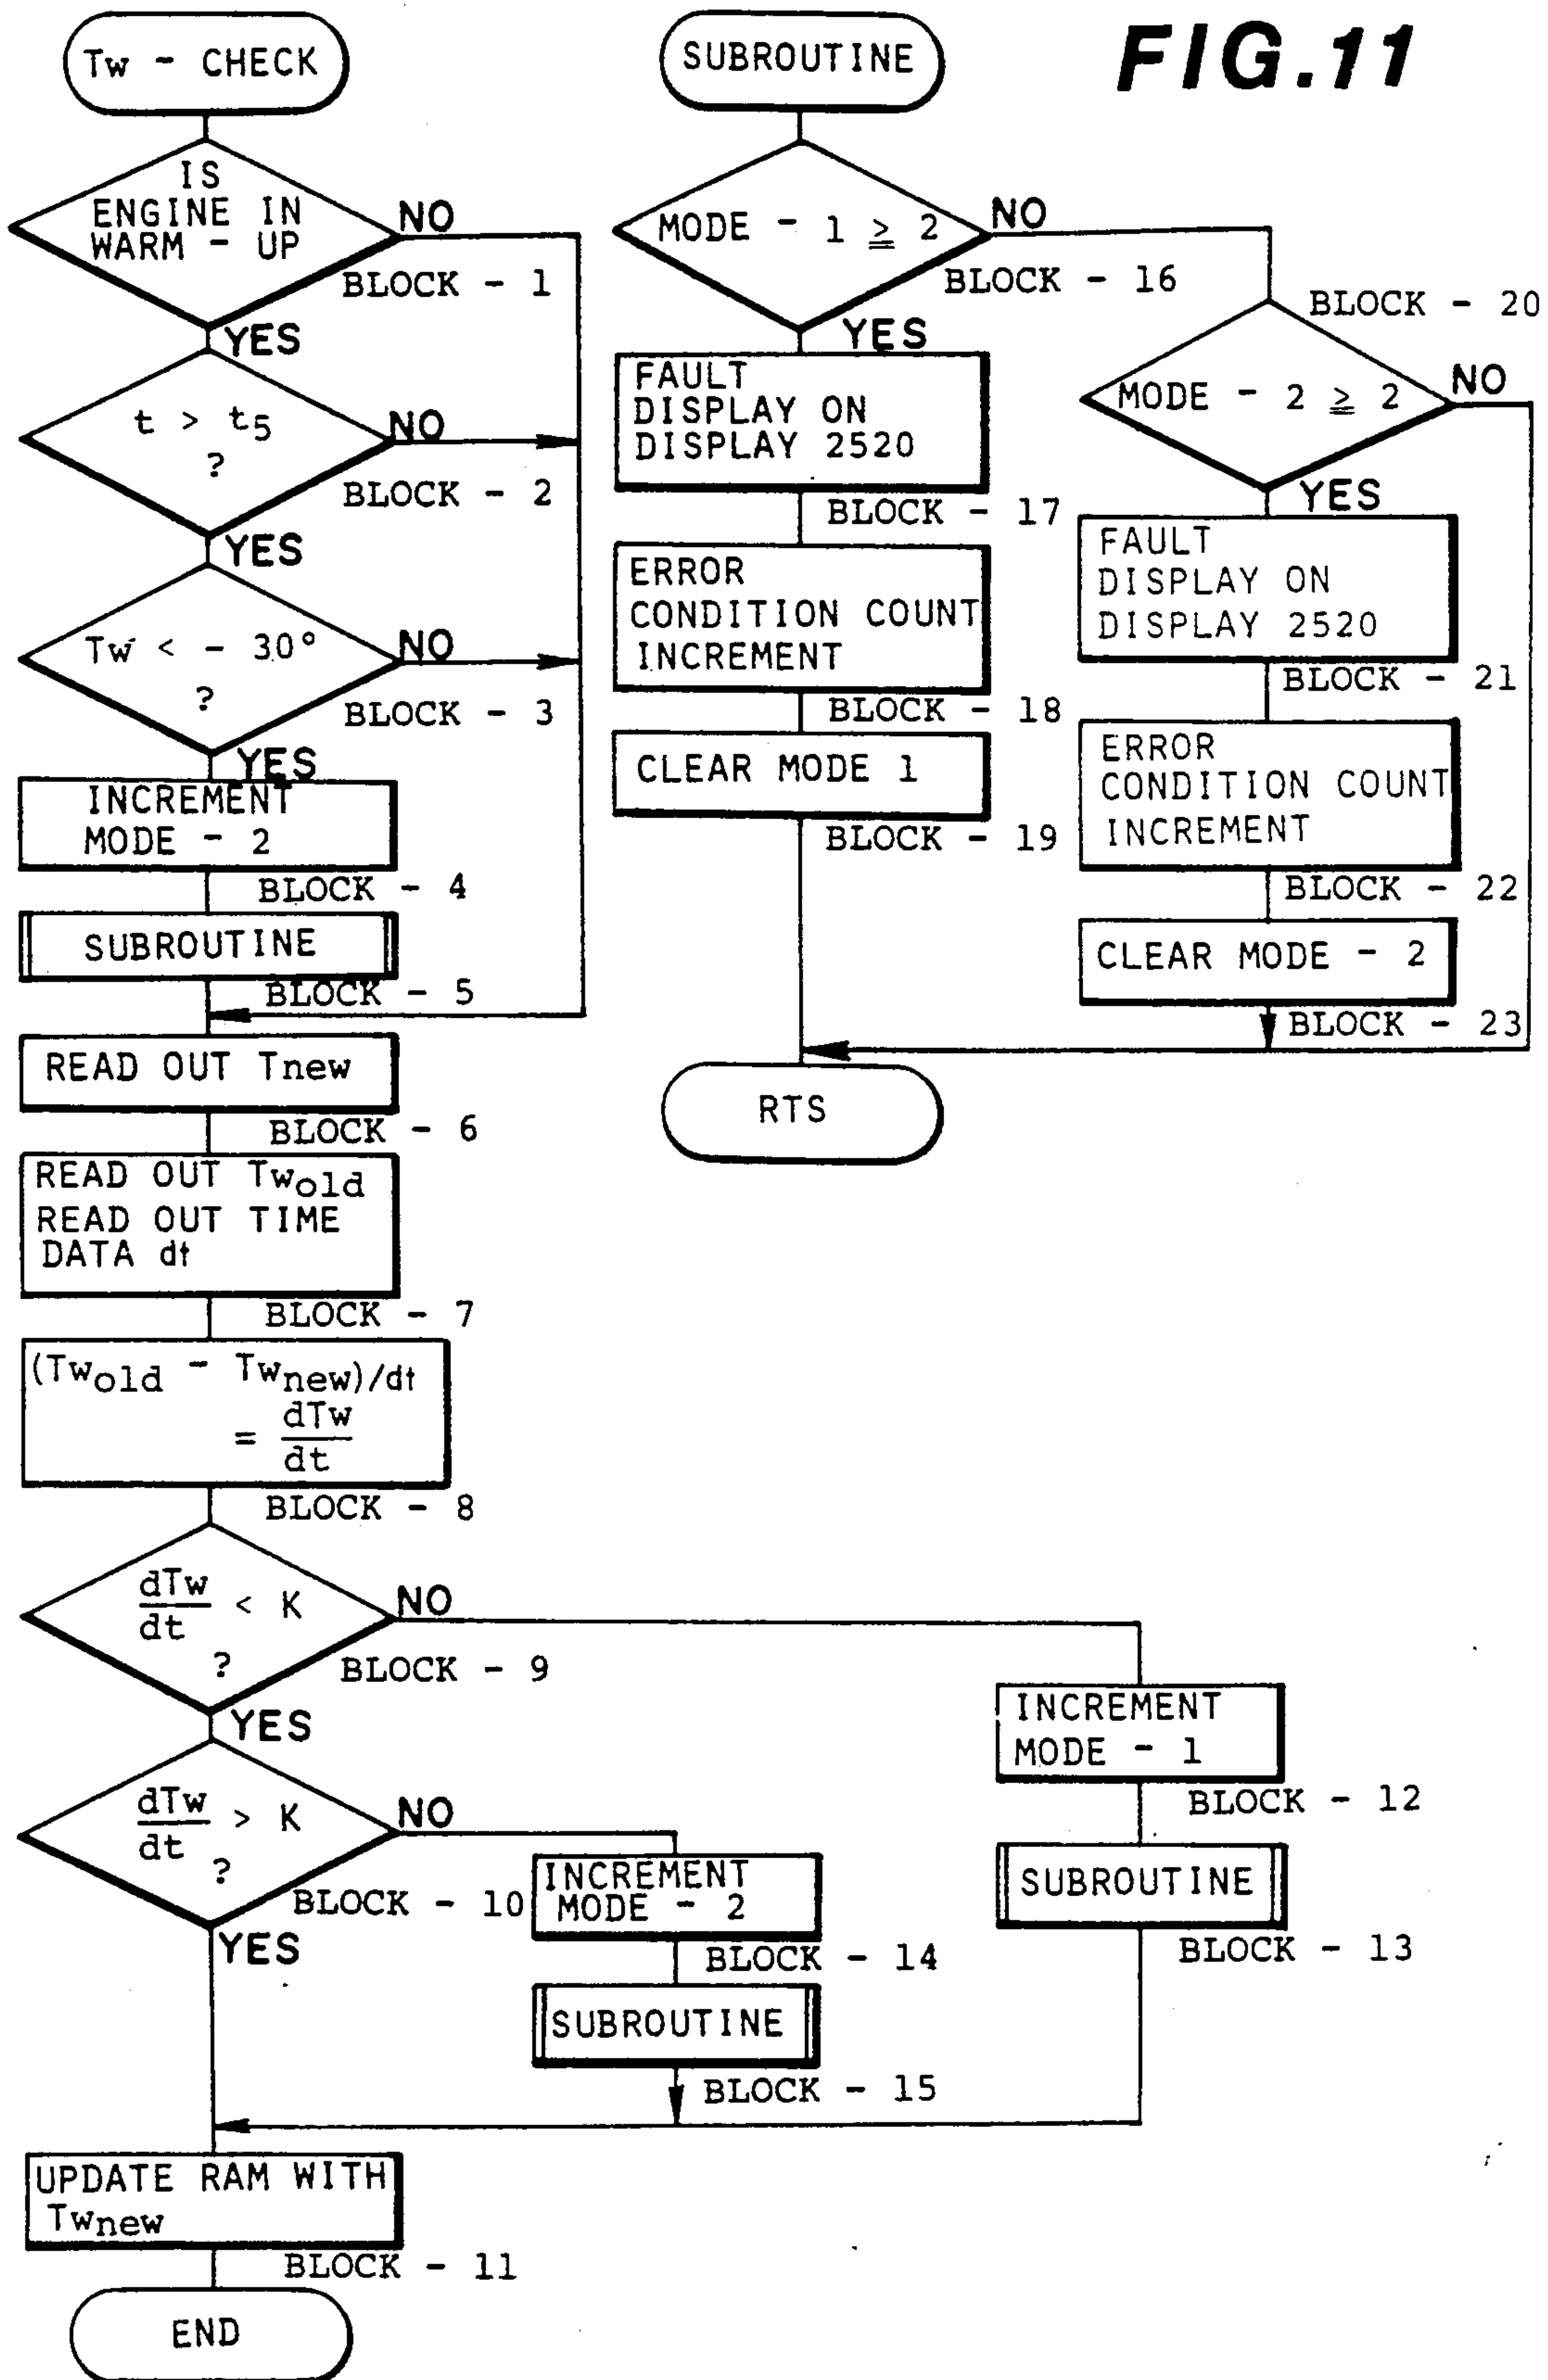 FIG.11
Tw - CHECK
IS
ENGINE IN
WARM - UP
NO
BLOCK - 1
YES
t > t5
?
NO
BLOCK - 2
YES
Tw < - 30°
?
NO
BLOCK - 3
YES
INCREMENT
MODE - 2
BLOCK - 4
SUBROUTINE
BLOCK - 5
READ OUT Tnew
BLOCK - 6
READ OUT Twold
READ OUT TIME
DATA dt
BLOCK - 7
(Twold - Twnew)/dt
= dTw
dt
BLOCK - 8
dTw
dt < K
?
NO
BLOCK - 9
YES
dTw
dt > K
?
NO
BLOCK - 10
YES
INCREMENT
MODE - 2
BLOCK - 14
SUBROUTINE
BLOCK - 15
INCREMENT
MODE - 1
BLOCK - 12
SUBROUTINE
BLOCK - 13
UPDATE RAM WITH
Twnew
BLOCK - 11
END
SUBROUTINE
MODE - 1 ≧ 2
NO
BLOCK - 16
YES
FAULT
DISPLAY ON
DISPLAY 2520
BLOCK - 17
ERROR
CONDITION COUNT
INCREMENT
BLOCK - 18
CLEAR MODE 1
BLOCK - 19
BLOCK - 20
MODE - 2 ≧ 2
NO
YES
FAULT
DISPLAY ON
DISPLAY 2520
BLOCK - 21
ERROR
CONDITION COUNT
INCREMENT
BLOCK - 22
CLEAR MODE - 2
BLOCK - 23
RTS